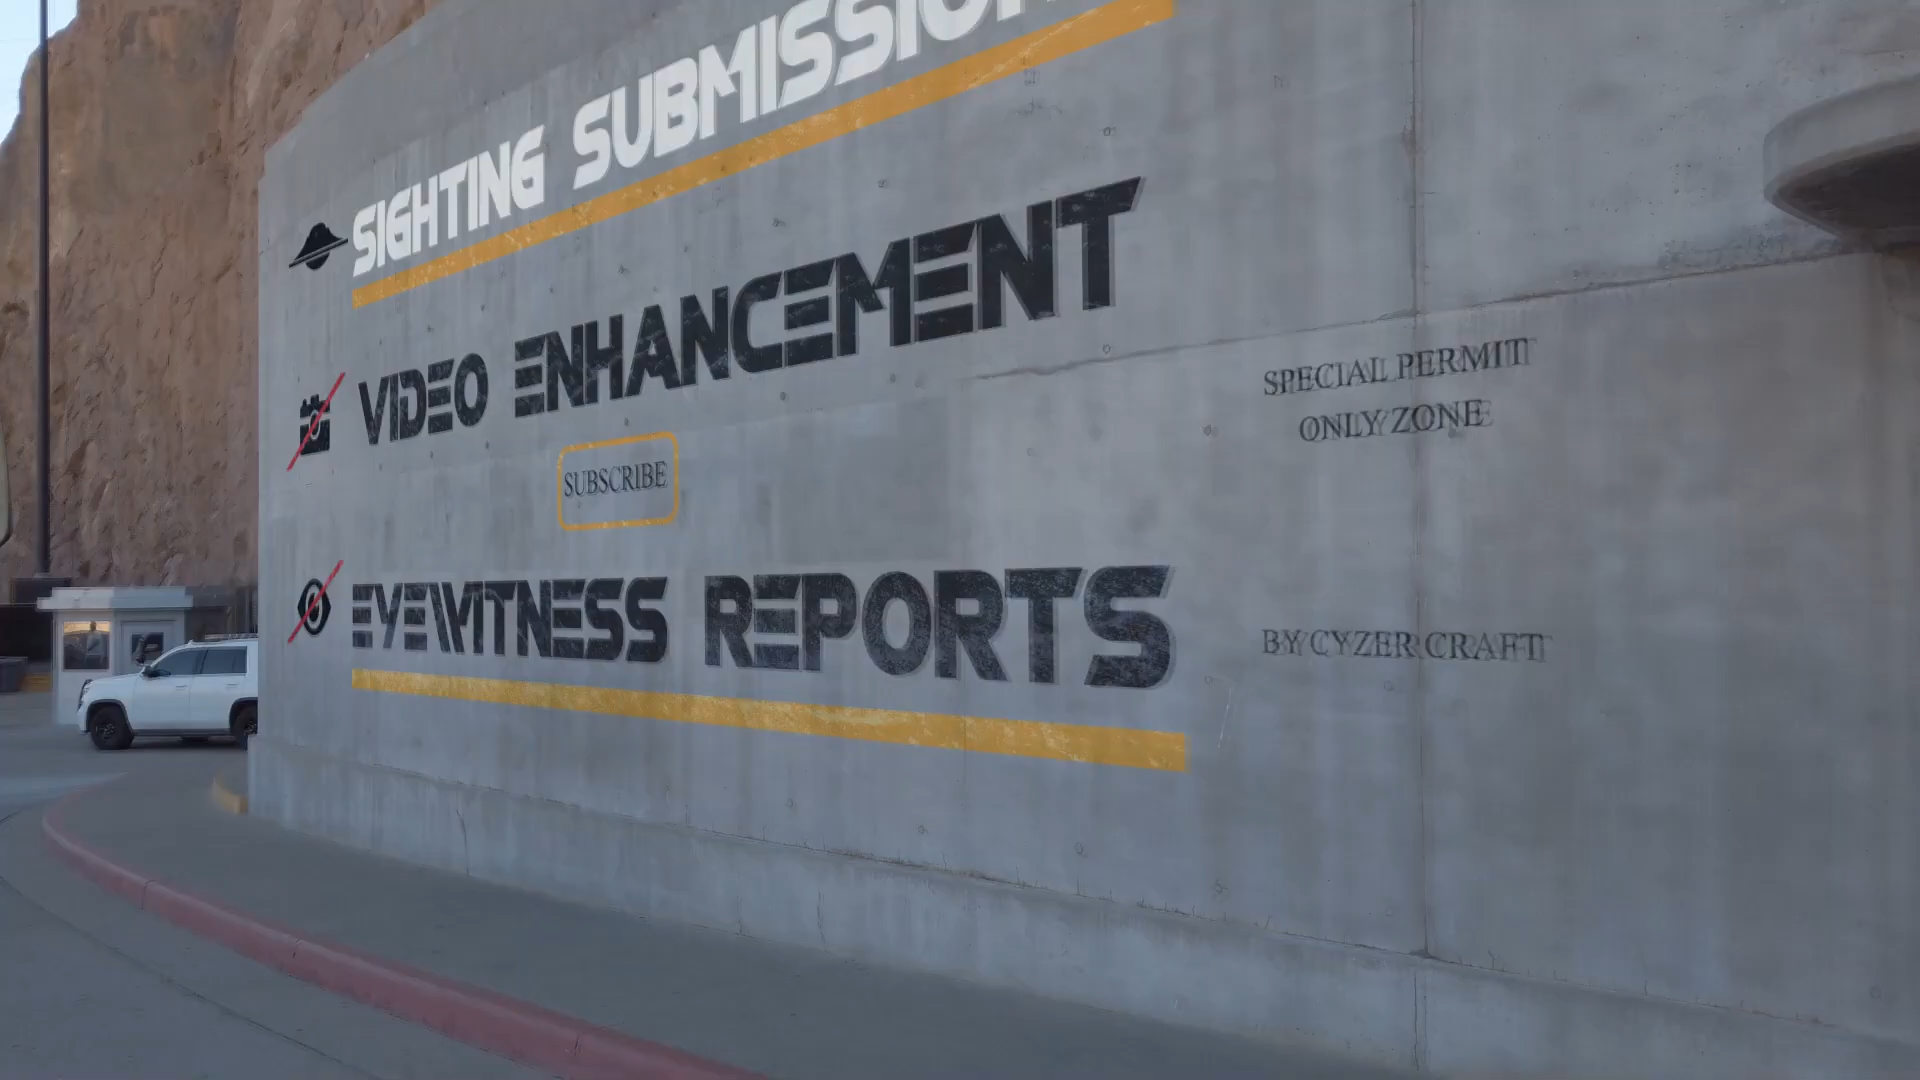 SIGHTING SUBMISSION
VIDEO ENHANCEMENT
SUBSCRIBE
EYEWITNESS REPORTS
SPECIAL PERMIT
ONLY ZONE
BY CYZER CRAFT